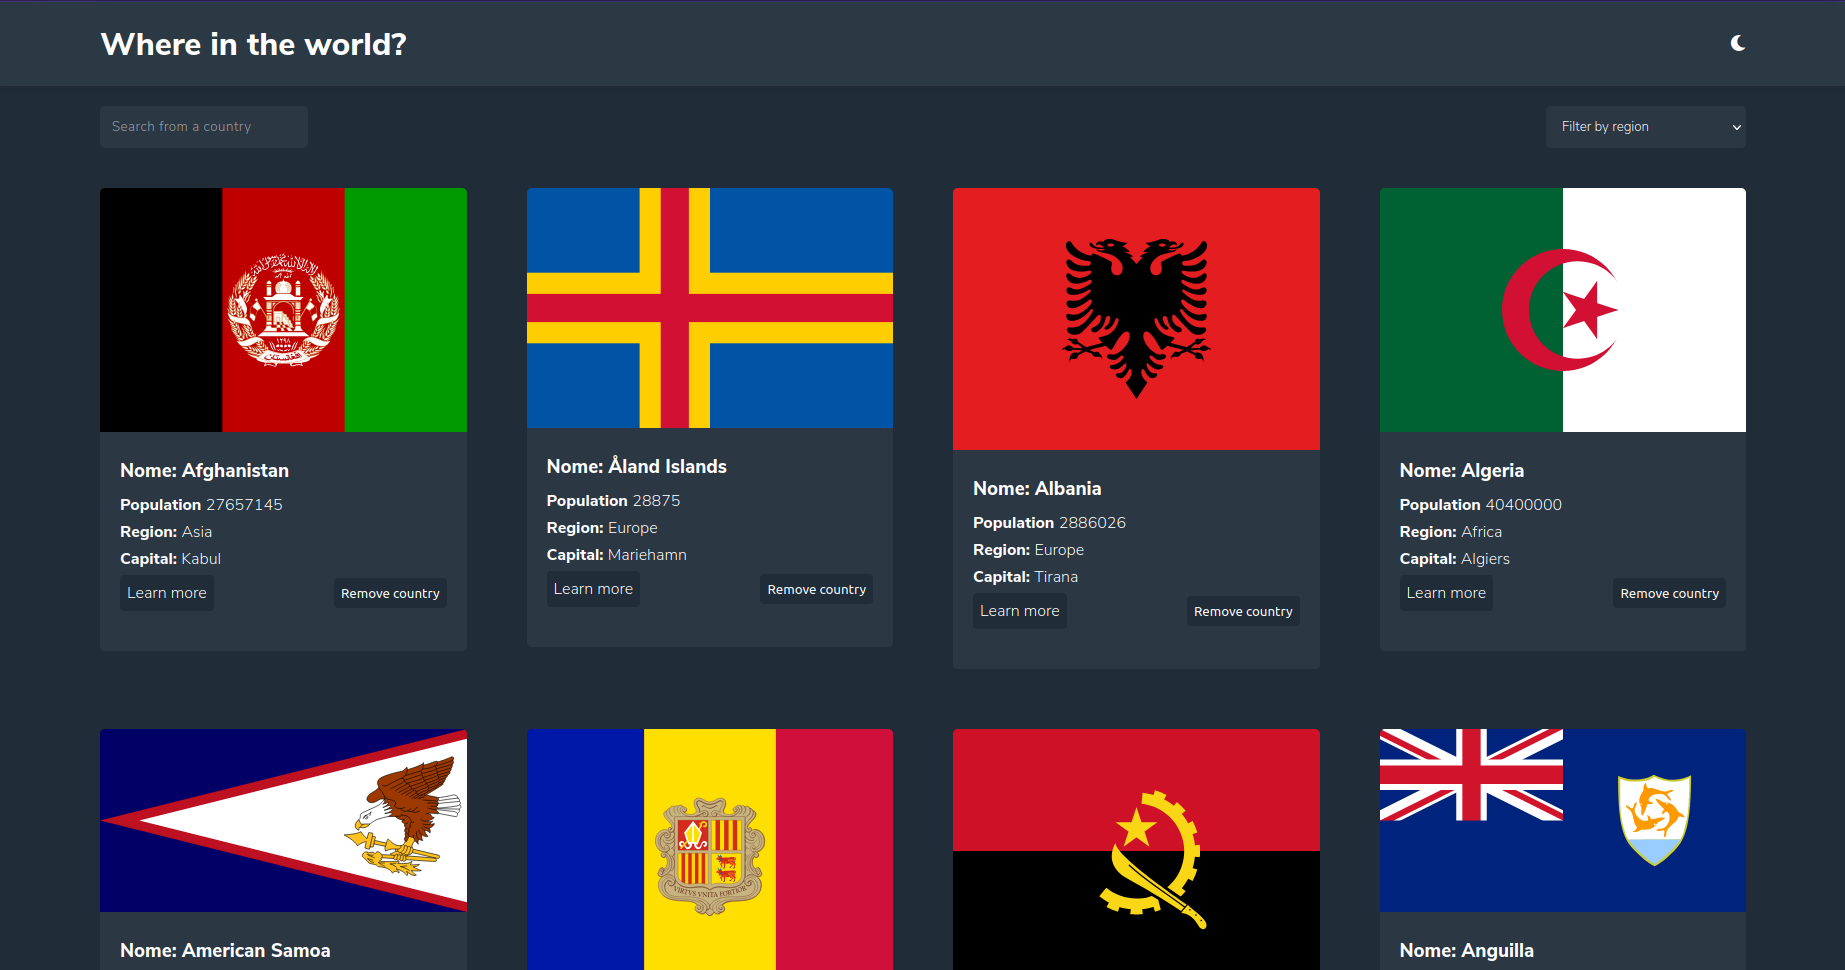 Where in the world?
Search from a country
Filter by region
Nome: Afghanistan
Population 27657145
Region: Asia
Capital: Kabul
Learn more
Remove country
Nome: Åland Islands
Population 28875
Region: Europe
Capital: Mariehamn
Learn more
Remove country
Nome: Albania
Population 2886026
Region: Europe
Capital: Tirana
Learn more
Remove country
Nome: Algeria
Population 40400000
Region: Africa
Capital: Algiers
Learn more
Remove country
VIRTVS VNITA FORTIOR
Nome: American Samoa
Nome: Anguilla